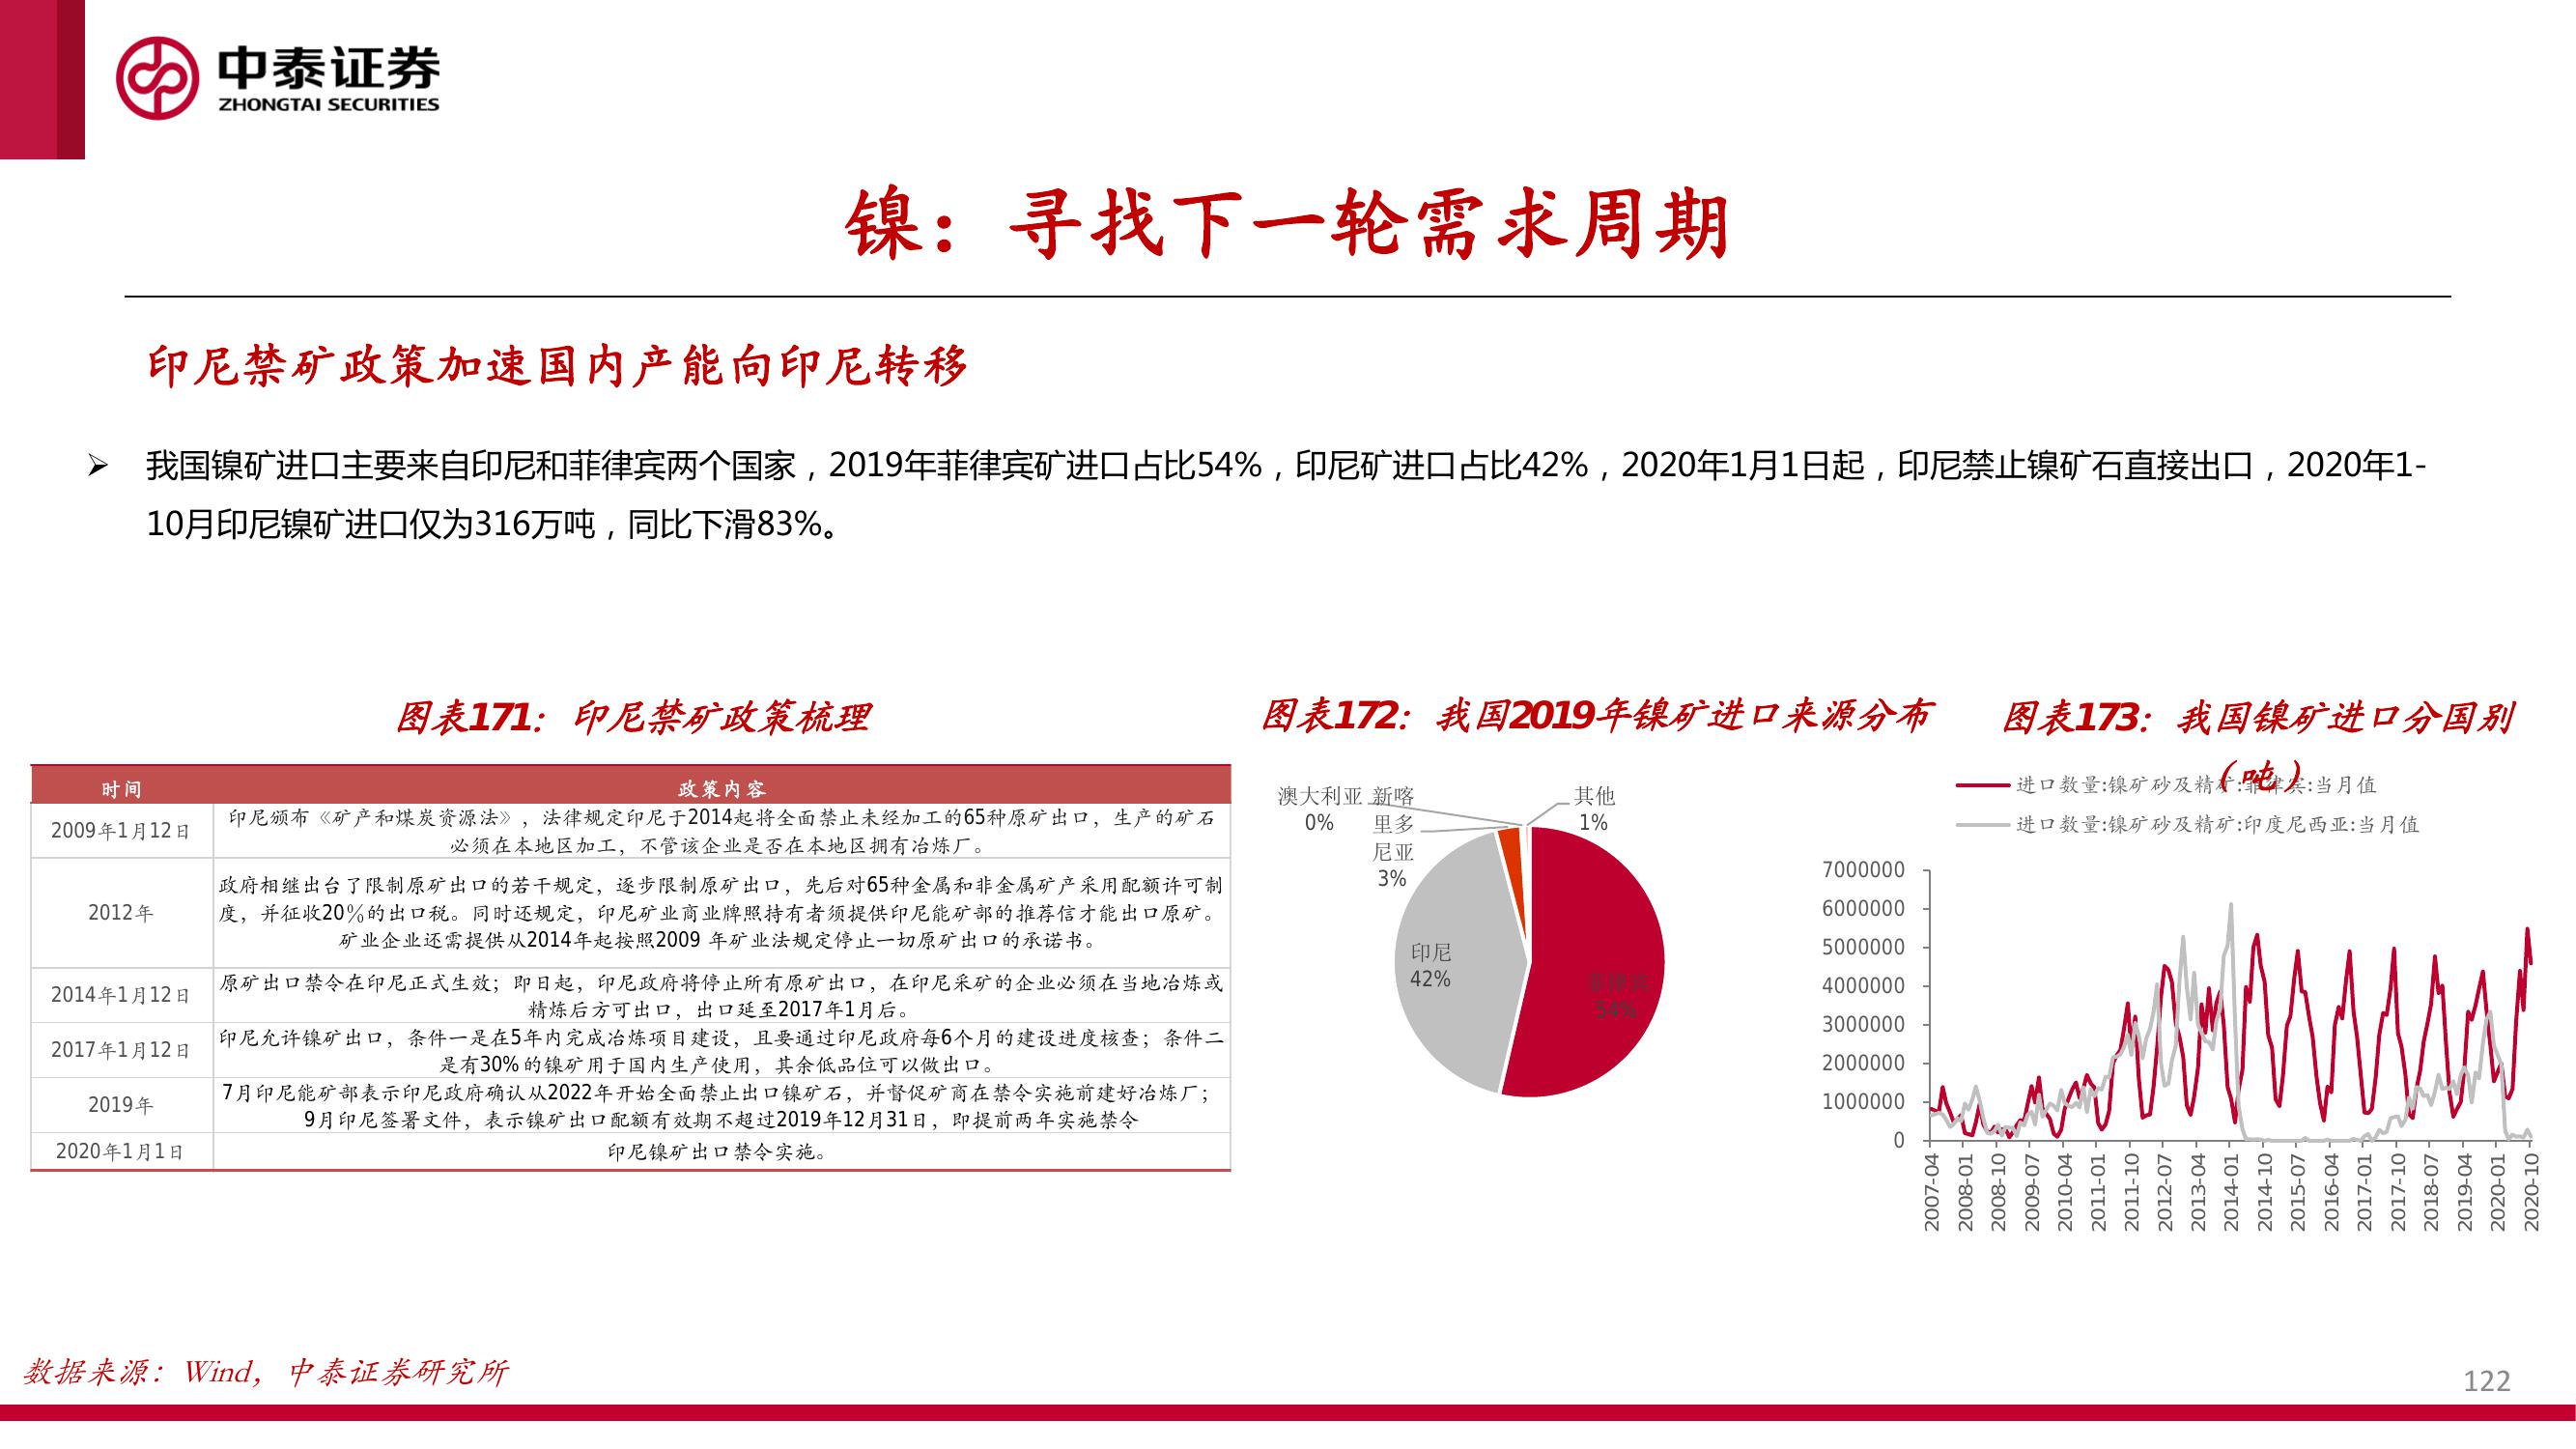 中泰证券
ZHONGTAI SECURITIES
镍：寻找下一轮需求周期
印尼禁矿政策加速国内产能向印尼转移
➢ 我国镍矿进口主要来自印尼和菲律宾两个国家，2019年菲律宾矿进口占比54%，印尼矿进口占比42%，2020年1月1日起，印尼禁止镍矿石直接出口，2020年1-
10月印尼镍矿进口仅为316万吨，同比下滑83%。
图表171：印尼禁矿政策梳理
时间 政策内容
2009年1月12日
印尼颁布《矿产和煤炭资源法》，法律规定印尼于2014起将全面禁止未经加工的65种原矿出口，生产的矿石
必须在本地区加工，不管该企业是否在本地区拥有冶炼厂。
2012年
政府相继出台了限制原矿出口的若干规定，逐步限制原矿出口，先后对65种金属和非金属矿产采用配额许可制
度，并征收20%的出口税。同时还规定，印尼矿业商业牌照持有者须提供印尼能矿部的推荐信才能出口原矿。
矿业企业还需提供从2014年起按照2009 年矿业法规定停止一切原矿出口的承诺书。
2014年1月12日
原矿出口禁令在印尼正式生效；即日起，印尼政府将停止所有原矿出口，在印尼采矿的企业必须在当地冶炼或
精炼后方可出口，出口延至2017年1月后。
2017年1月12日
印尼允许镍矿出口，条件一是在5年内完成冶炼项目建设，且要通过印尼政府每6个月的建设进度核查；条件二
是有30%的镍矿用于国内生产使用，其余低品位可以做出口。
2019年
7月印尼能矿部表示印尼政府确认从2022年开始全面禁止出口镍矿石，并督促矿商在禁令实施前建好冶炼厂；
9月印尼签署文件，表示镍矿出口配额有效期不超过2019年12月31日，即提前两年实施禁令
2020年1月1日
印尼镍矿出口禁令实施。
图表172：我国2019年镍矿进口来源分布
澳大利亚
0%
新喀
里多
尼亚
3%
其他
1%
印尼
42%
菲律宾
54%
图表173：我国镍矿进口分国别
（吨）
进口数量:镍矿砂及精矿:菲律宾:当月值
进口数量:镍矿砂及精矿:印度尼西亚:当月值
7000000
6000000
5000000
4000000
3000000
2000000
1000000
0
2007-04
2008-01
2008-10
2009-07
2010-04
2011-01
2011-10
2012-07
2013-04
2014-01
2014-10
2015-07
2016-04
2017-01
2017-10
2018-07
2019-04
2020-01
2020-10
数据来源：Wind，中泰证券研究所
122